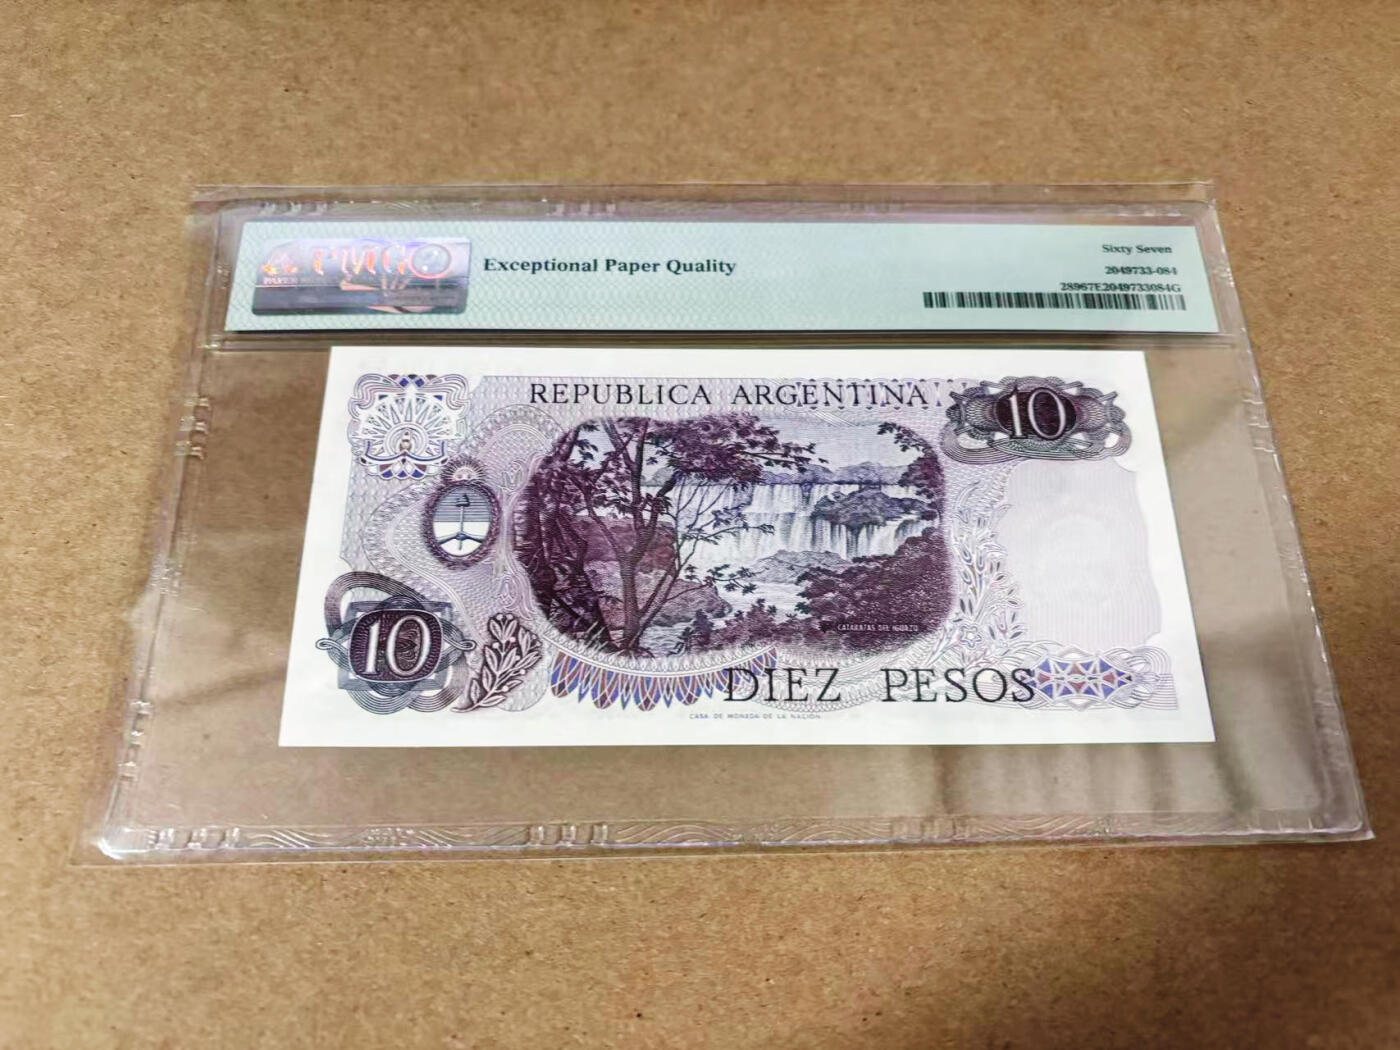 PMG
Exceptional Paper Quality
Sixty Seven
2049733-084
28967E2049733084G
REPUBLICA ARGENTINA
10
CATARATAS DEL IGUAZU
10
DIEZ PESOS
CASA DE MONEDA DE LA NACION